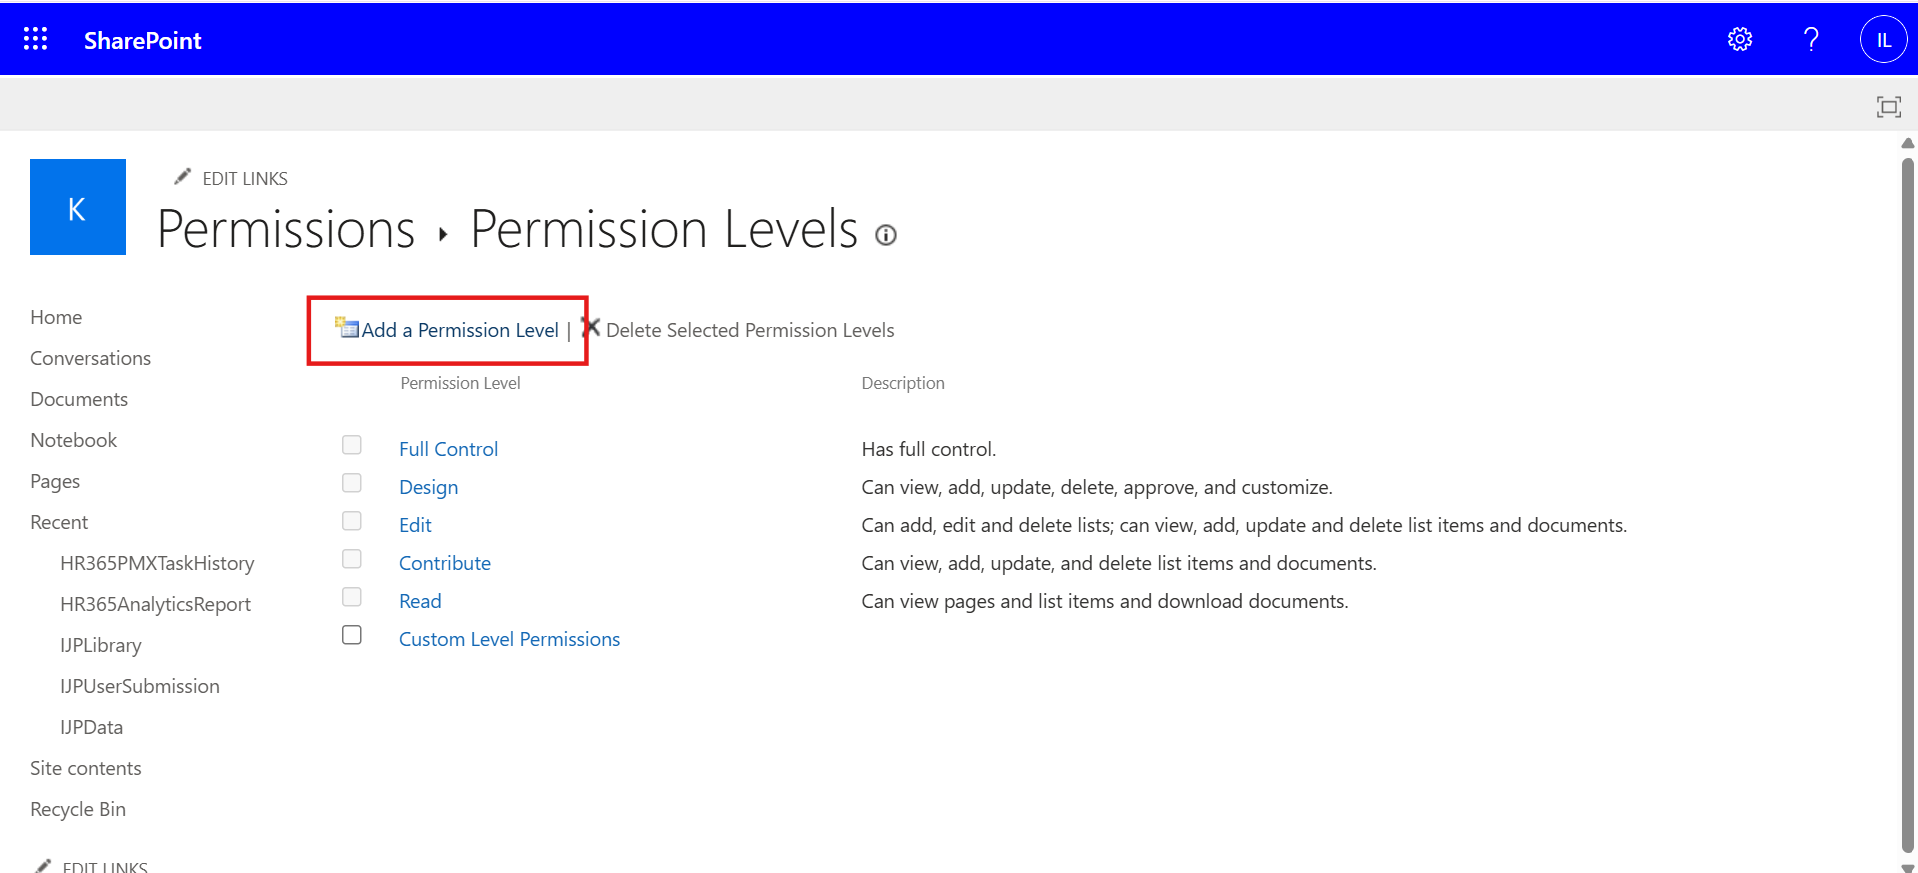 SharePoint
?
IL
K
EDIT LINKS
Permissions ▸ Permission Levels
Home
Conversations
Documents
Notebook
Pages
Recent
HR365PMXTaskHistory
HR365AnalyticsReport
IJPLibrary
IJPUserSubmission
IJPData
Site contents
Recycle Bin
EDIT LINKS
Add a Permission Level | Delete Selected Permission Levels
Permission Level Description
Full Control Has full control.
Design Can view, add, update, delete, approve, and customize.
Edit Can add, edit and delete lists; can view, add, update and delete list items and documents.
Contribute Can view, add, update, and delete list items and documents.
Read Can view pages and list items and download documents.
Custom Level Permissions